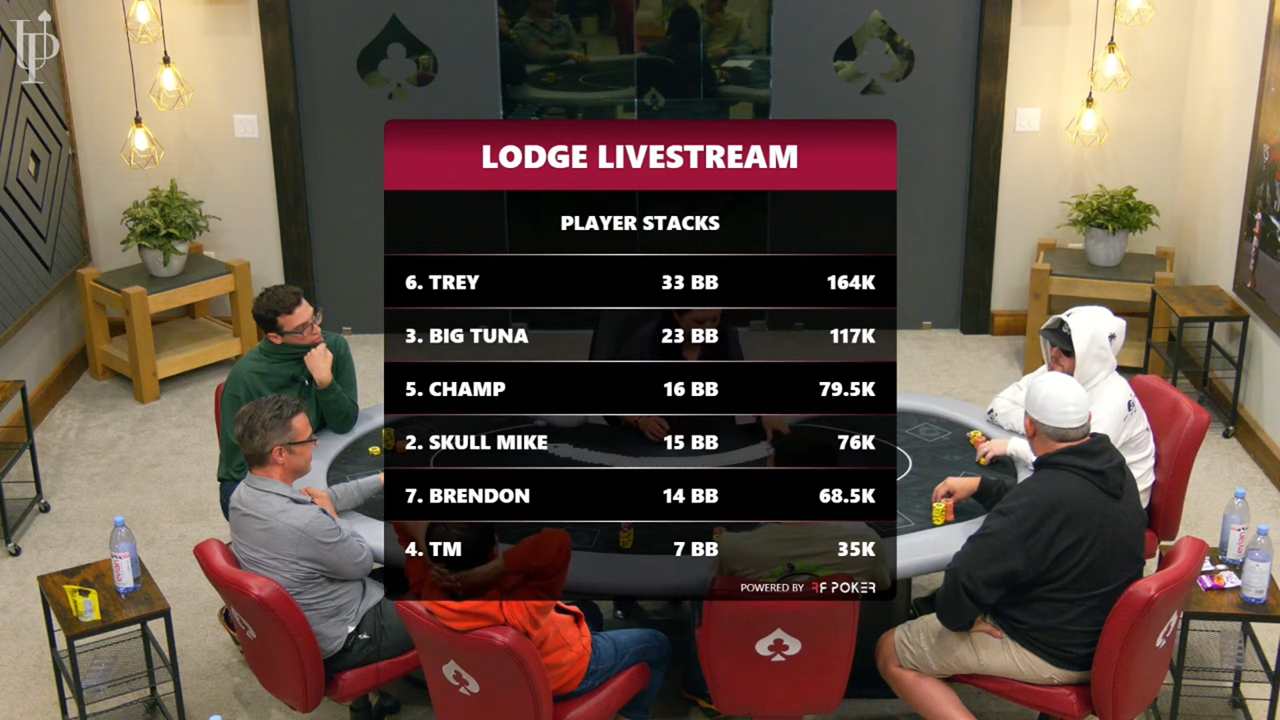 UP
LODGE LIVESTREAM
PLAYER STACKS
6. TREY 33 BB 164K
3. BIG TUNA 23 BB 117K
5. CHAMP 16 BB 79.5K
2. SKULL MIKE 15 BB 76K
7. BRENDON 14 BB 68.5K
4. TM 7 BB 35K
POWERED BY RF POKER
evian